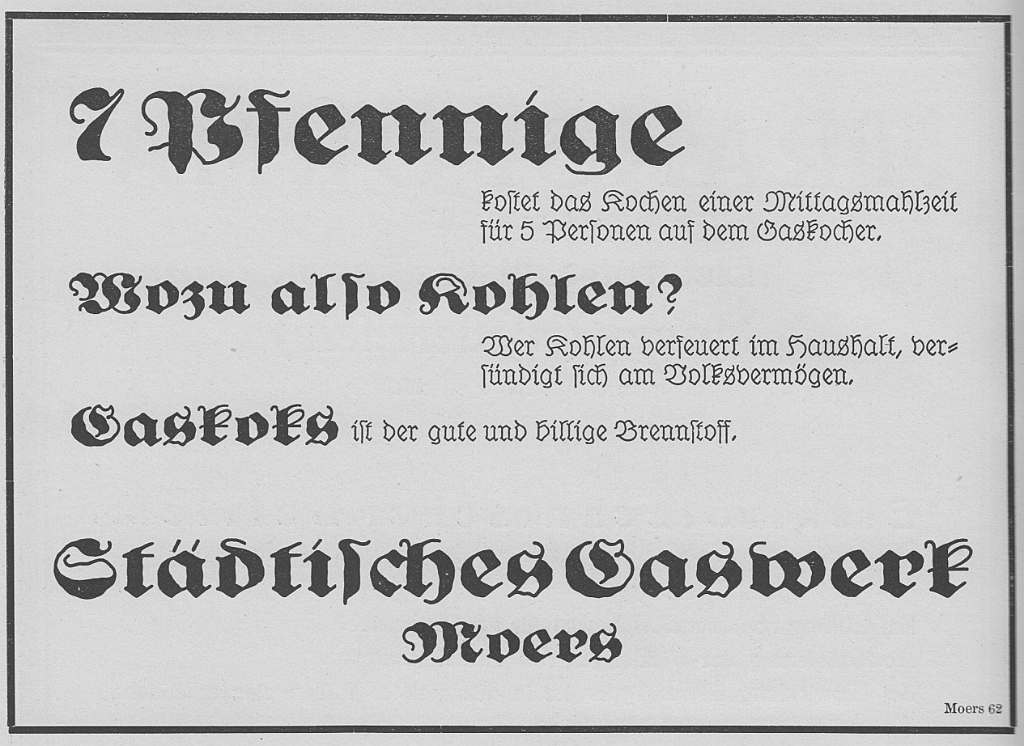 7 Pfennige
kostet das Kochen einer Mittagsmahlzeit
für 5 Personen auf dem Gaskocher.
Wozu also Kohlen?
Wer Kohlen verfeuert im Haushalt, ver-
sündigt sich am Volksvermögen.
Gaskoks ist der gute und billige Brennstoff.
Städtisches Gaswerk
Moers
Moers 62